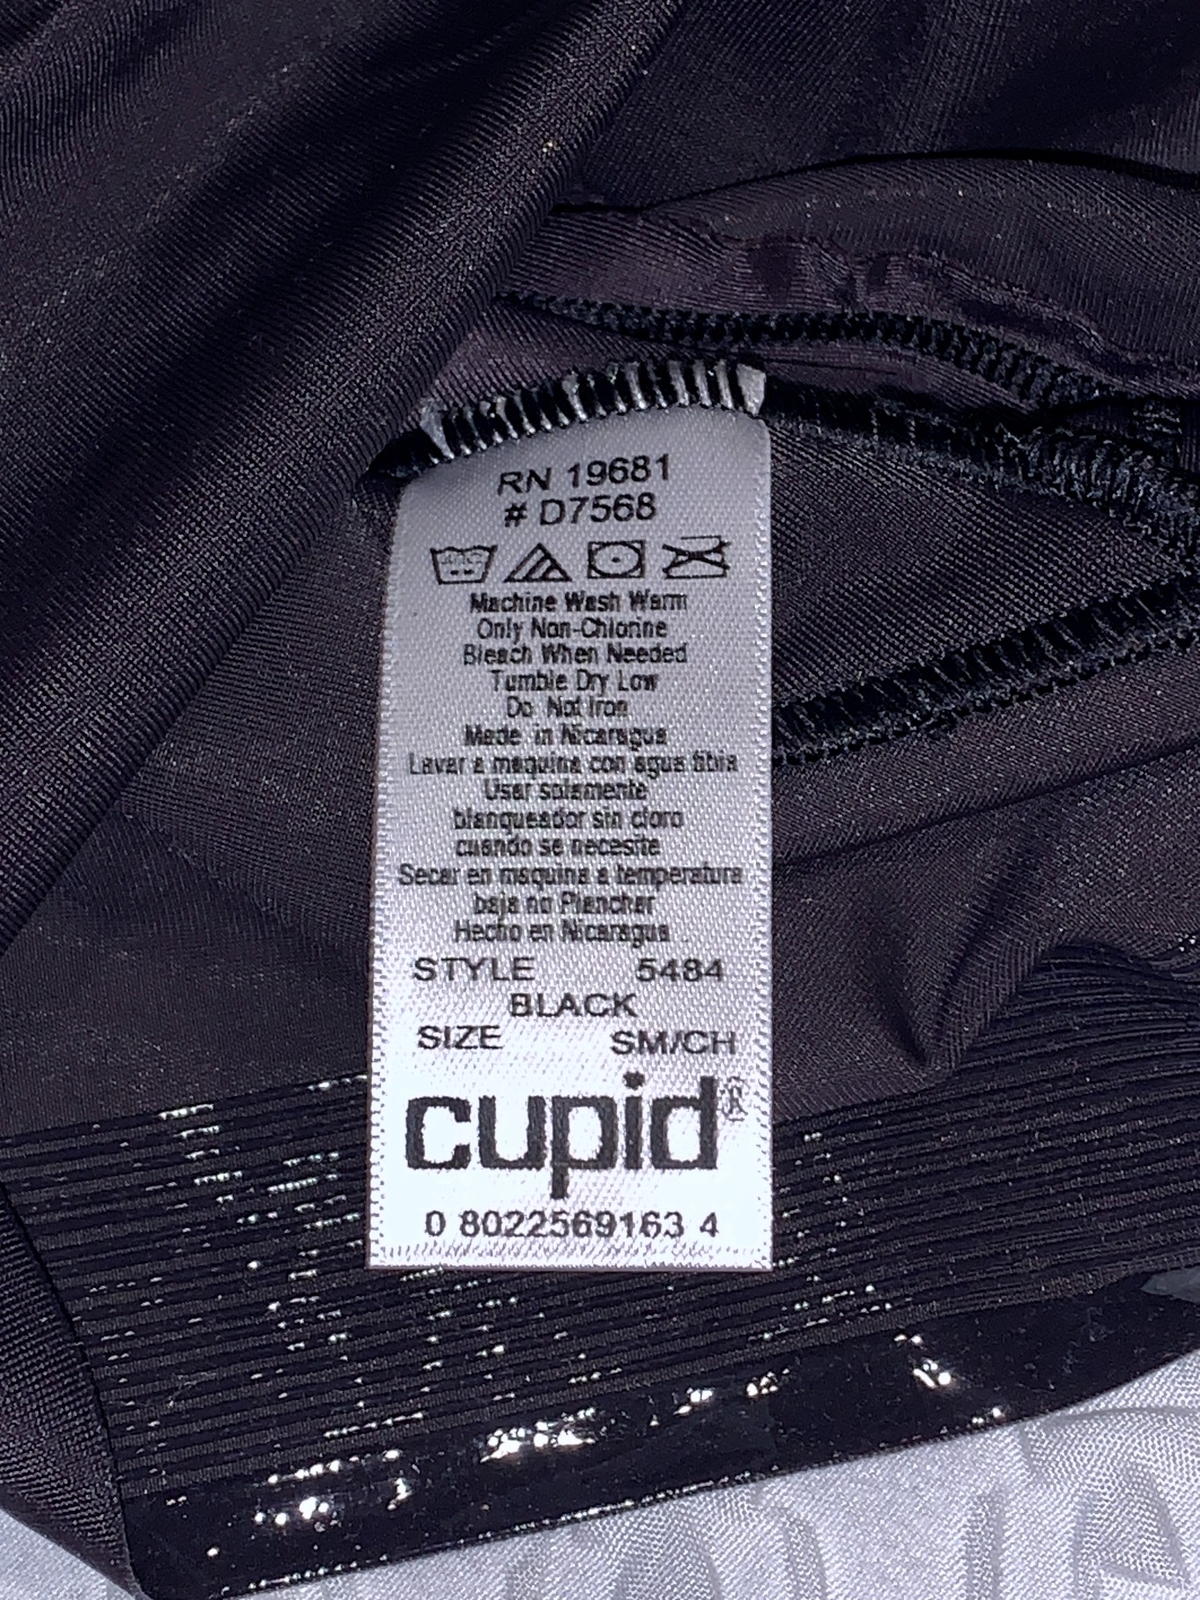 RN 19681
# D7568
Machine Wash Warm
Only Non-Chlorine
Bleach When Needed
Tumble Dry Low
Do Not Iron
Made in Nicaragua
Lavar a maquina con agua tibia
Usar solamente
blanqueador sin cloro
cuando se necesite
Secar en maquina a temperatura
baja no Planchar
Hecho en Nicaragua
STYLE 5484
BLACK
SIZE SM/CH
cupid®
0 8022569163 4